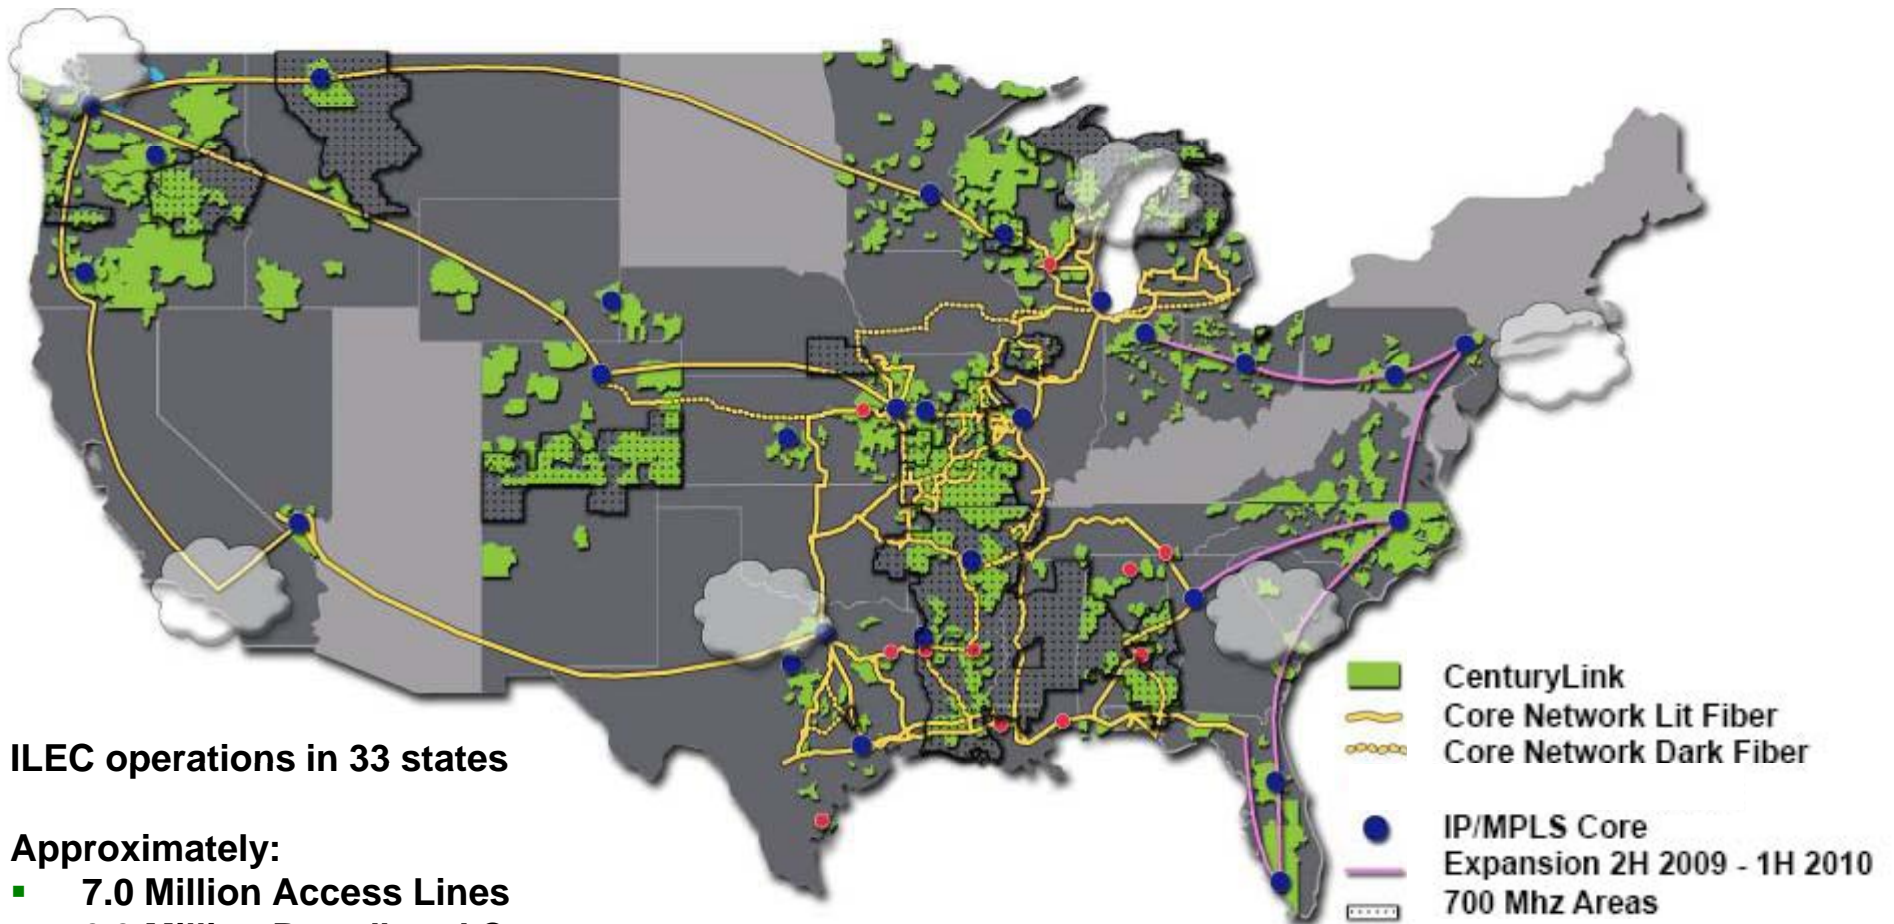 CenturyLink
Core Network Lit Fiber
Core Network Dark Fiber
IP/MPLS Core
Expansion 2H 2009 - 1H 2010
700 Mhz Areas
ILEC operations in 33 states
Approximately:
▪ 7.0 Million Access Lines